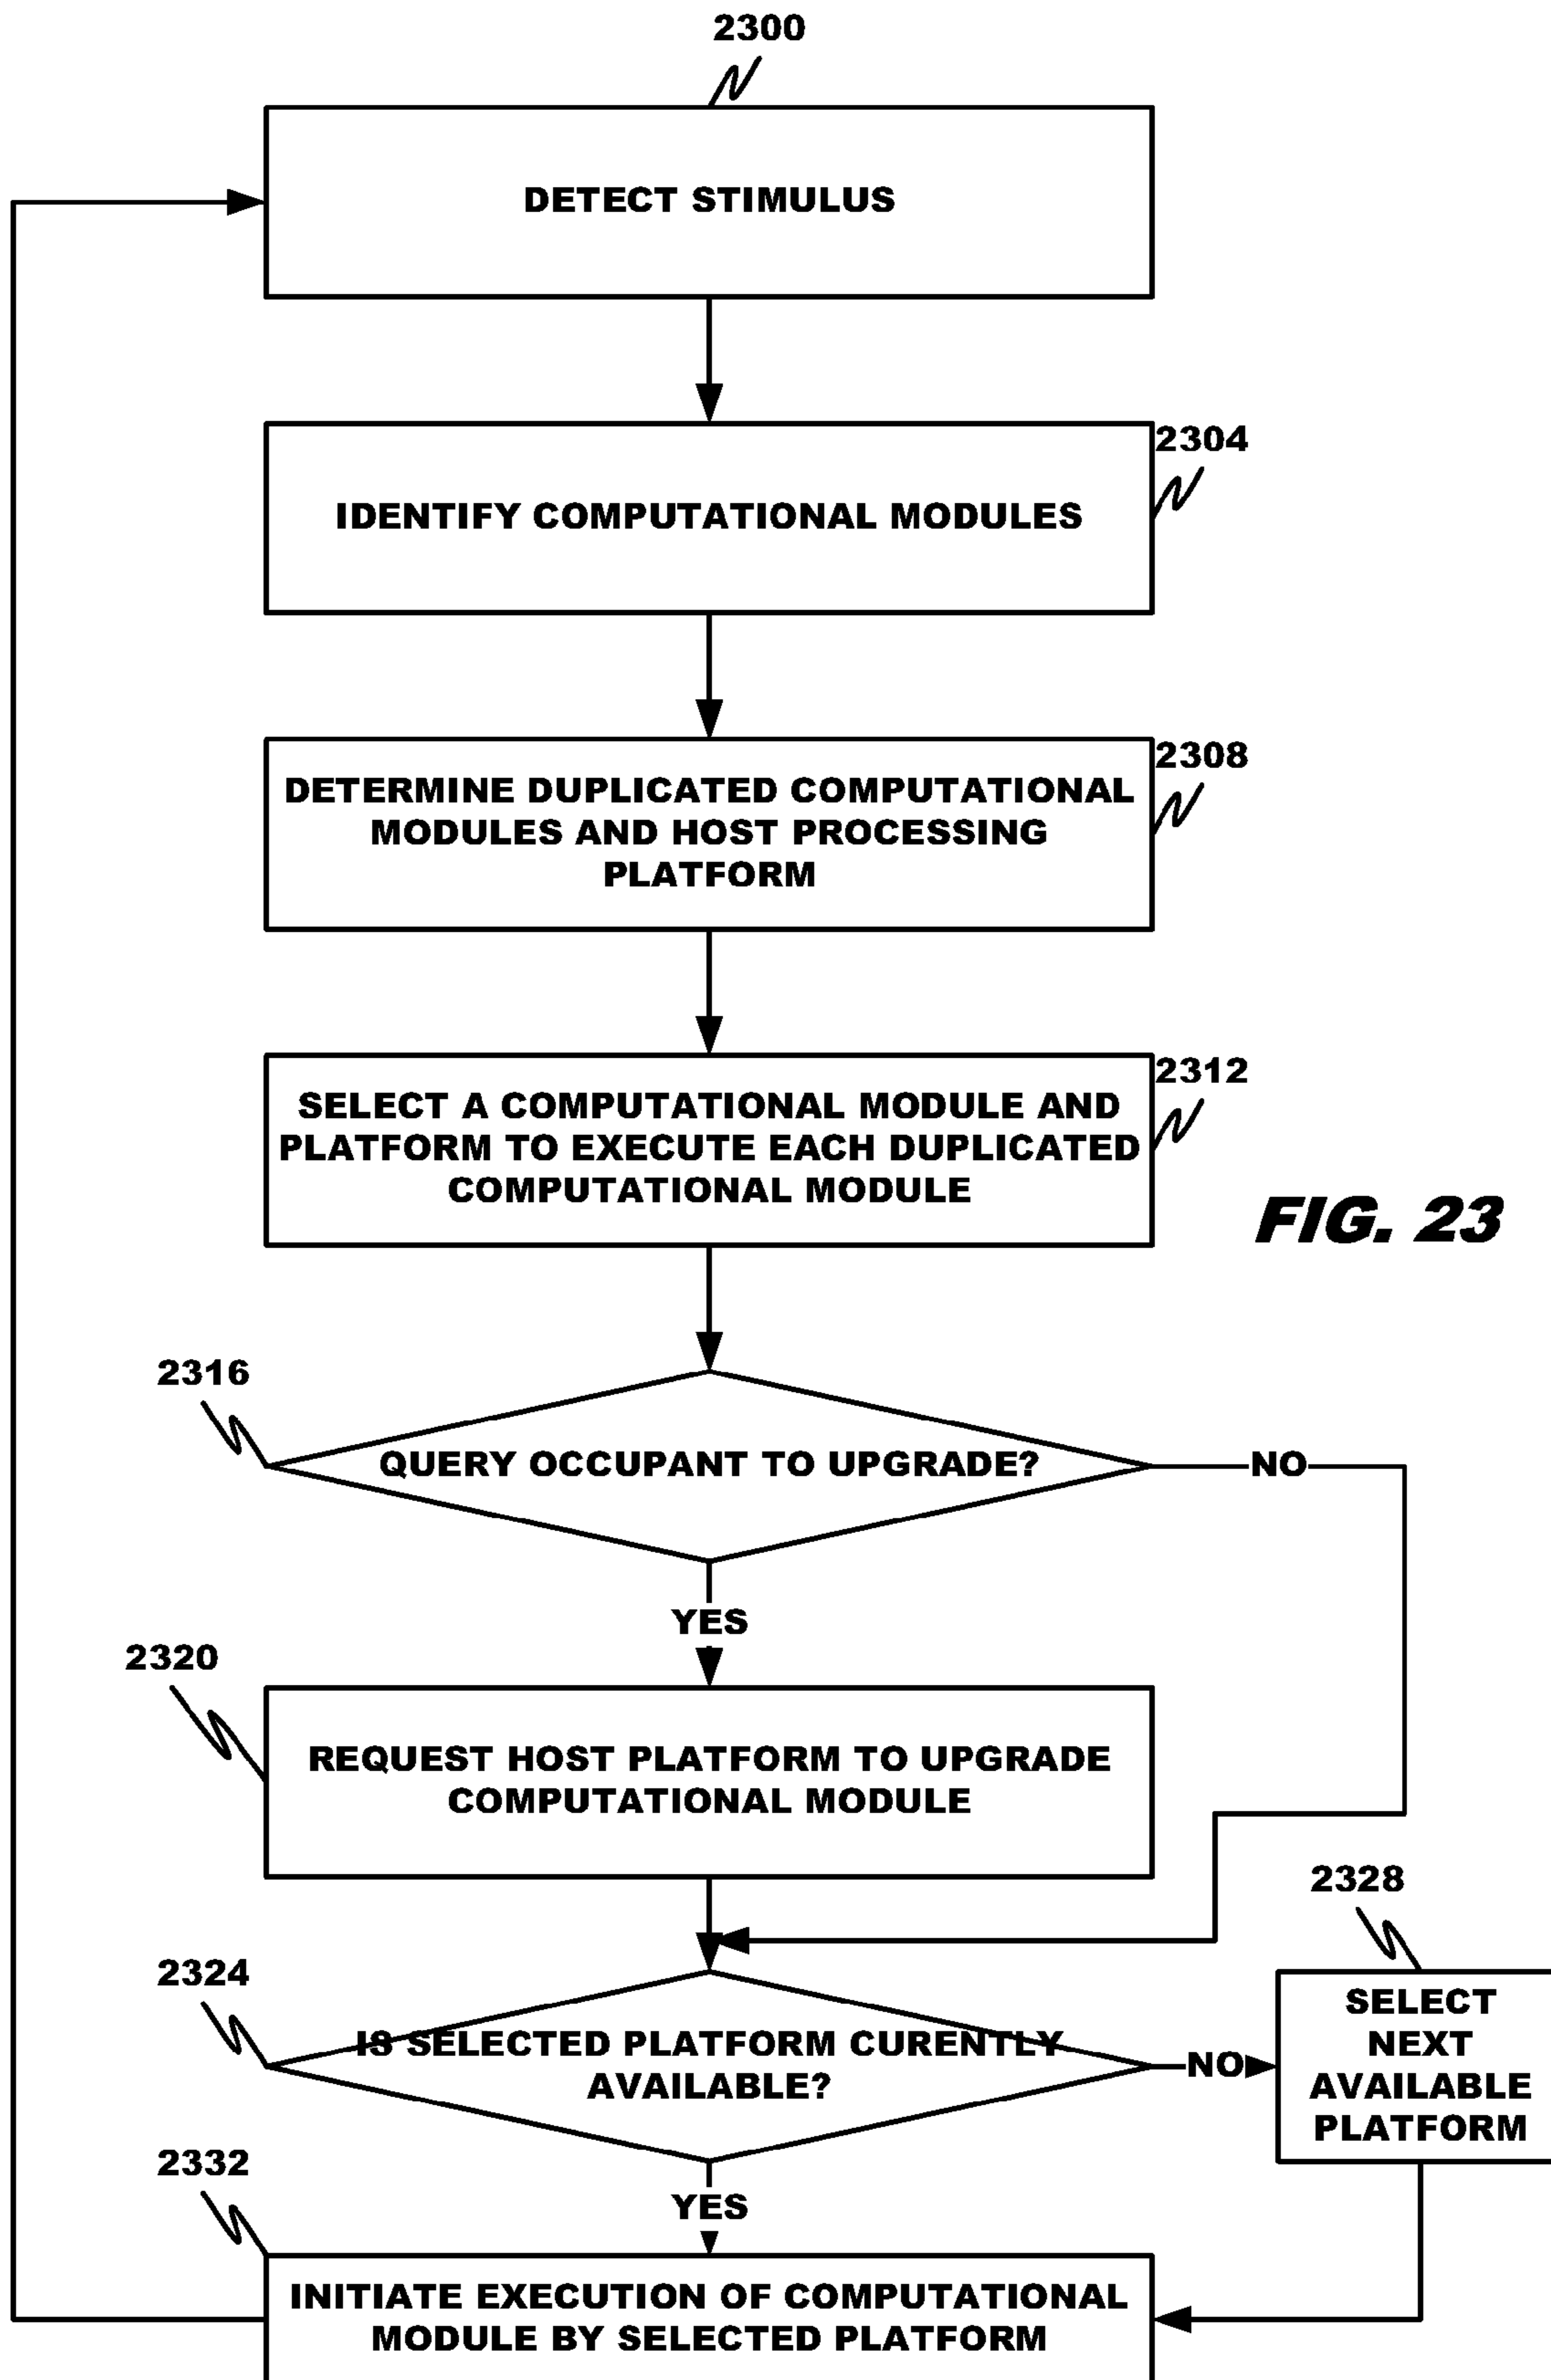 2300
DETECT STIMULUS
2304
IDENTIFY COMPUTATIONAL MODULES
2308
DETERMINE DUPLICATED COMPUTATIONAL
MODULES AND HOST PROCESSING
PLATFORM
2312
SELECT A COMPUTATIONAL MODULE AND
PLATFORM TO EXECUTE EACH DUPLICATED
COMPUTATIONAL MODULE
FIG. 23
2316
QUERY OCCUPANT TO UPGRADE?
NO
YES
2320
REQUEST HOST PLATFORM TO UPGRADE
COMPUTATIONAL MODULE
2328
2324
IS SELECTED PLATFORM CURENTLY
AVAILABLE?
NO
SELECT
NEXT
AVAILABLE
PLATFORM
YES
2332
INITIATE EXECUTION OF COMPUTATIONAL
MODULE BY SELECTED PLATFORM